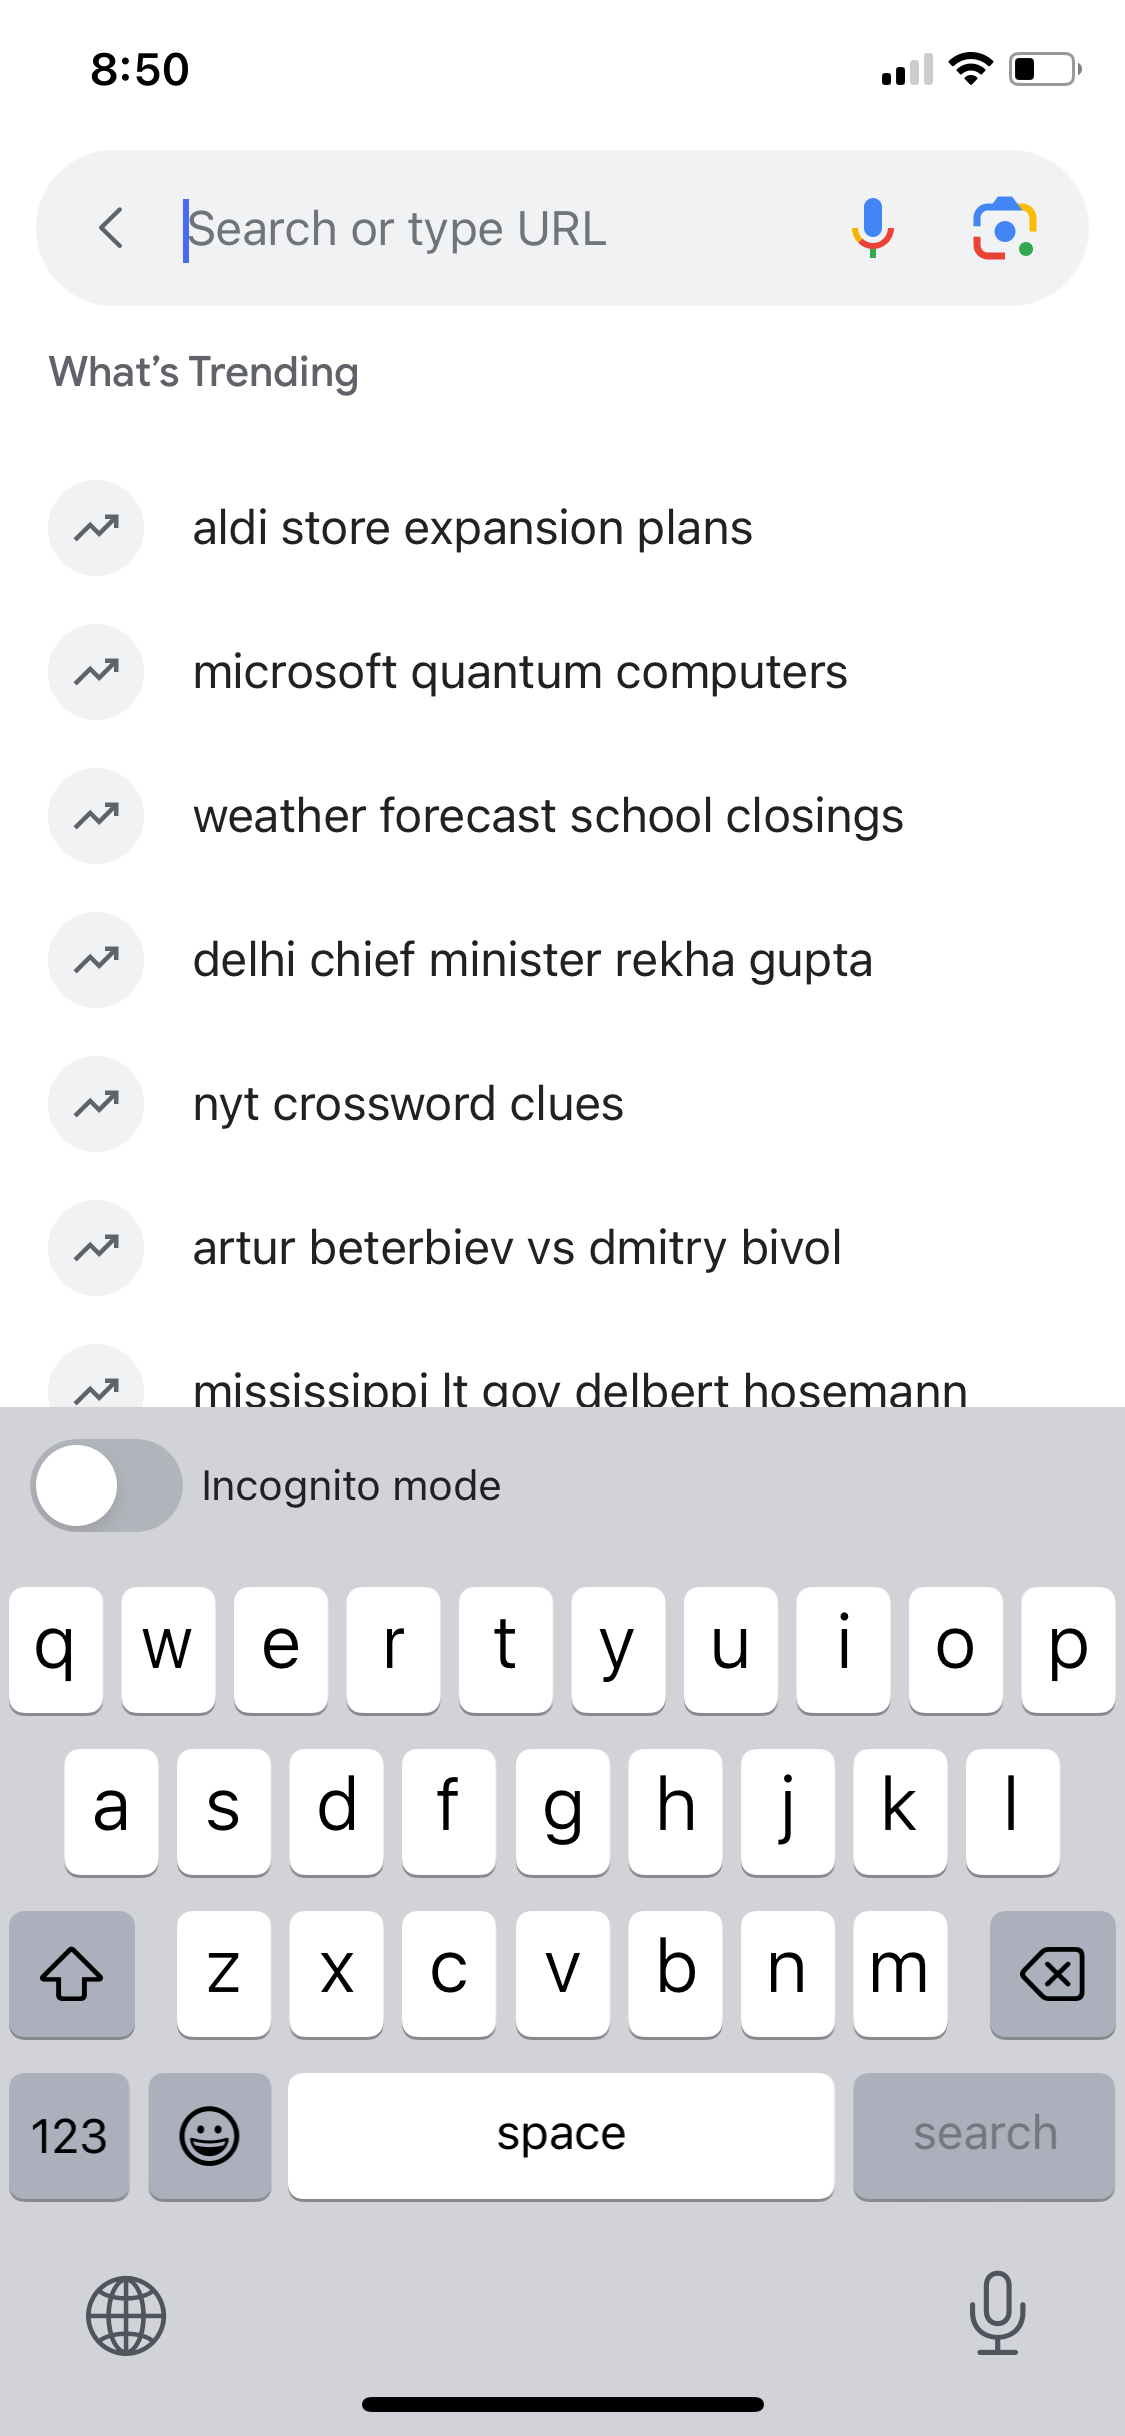 8:50
Search or type URL
What's Trending
aldi store expansion plans
microsoft quantum computers
weather forecast school closings
delhi chief minister rekha gupta
nyt crossword clues
artur beterbiev vs dmitry bivol
mississippi lt gov delbert hosemann
Incognito mode
q w e r t y u i o p
a s d f g h j k l
z x c v b n m
123 space search